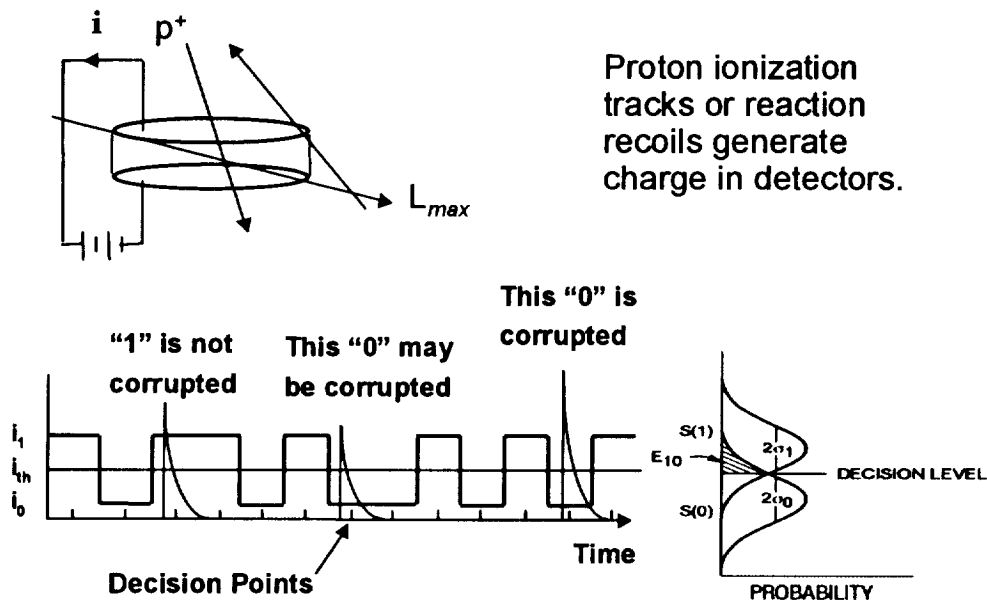 i
p+
Lmax
Proton ionization
tracks or reaction
recoils generate
charge in detectors.
"1" is not
corrupted
This "0" may
be corrupted
This "0" is
corrupted
i1
ith
i0
Time
Decision Points
S(1)
E10
S(0)
2σ1
2σ0
DECISION LEVEL
PROBABILITY